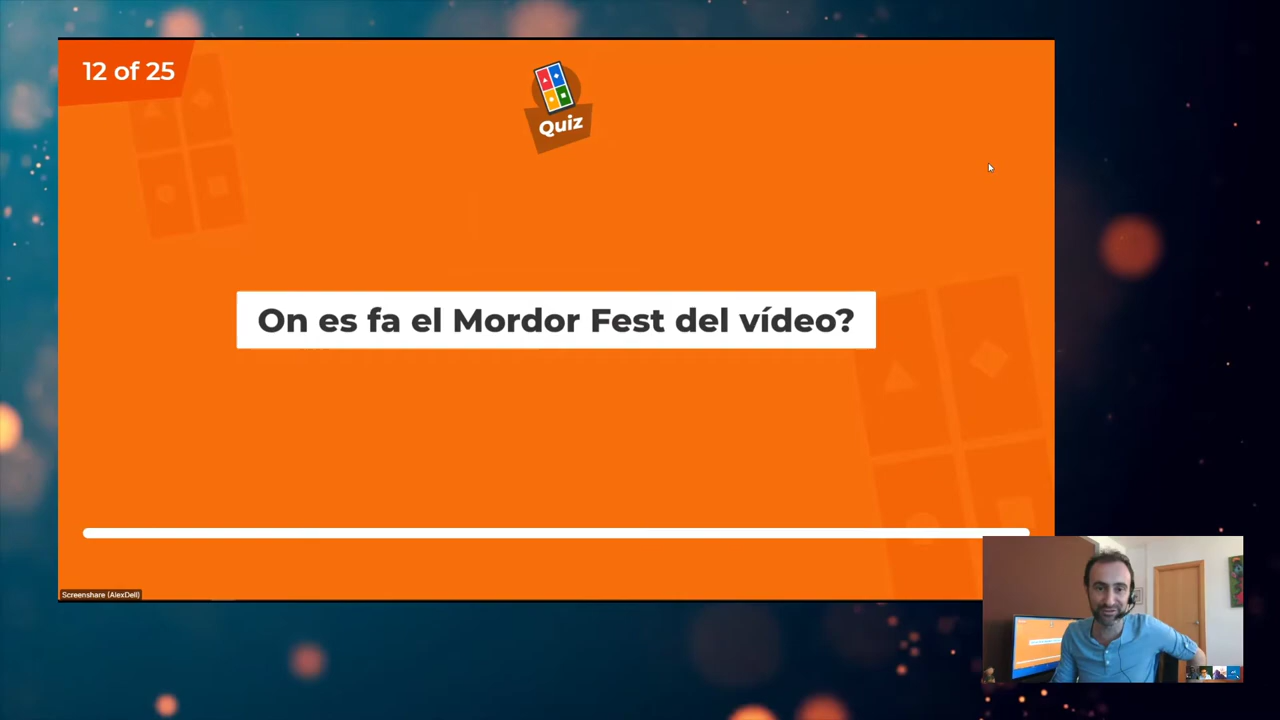 12 of 25
Quiz
On es fa el Mordor Fest del vídeo?
Screenshare (AlexDell)